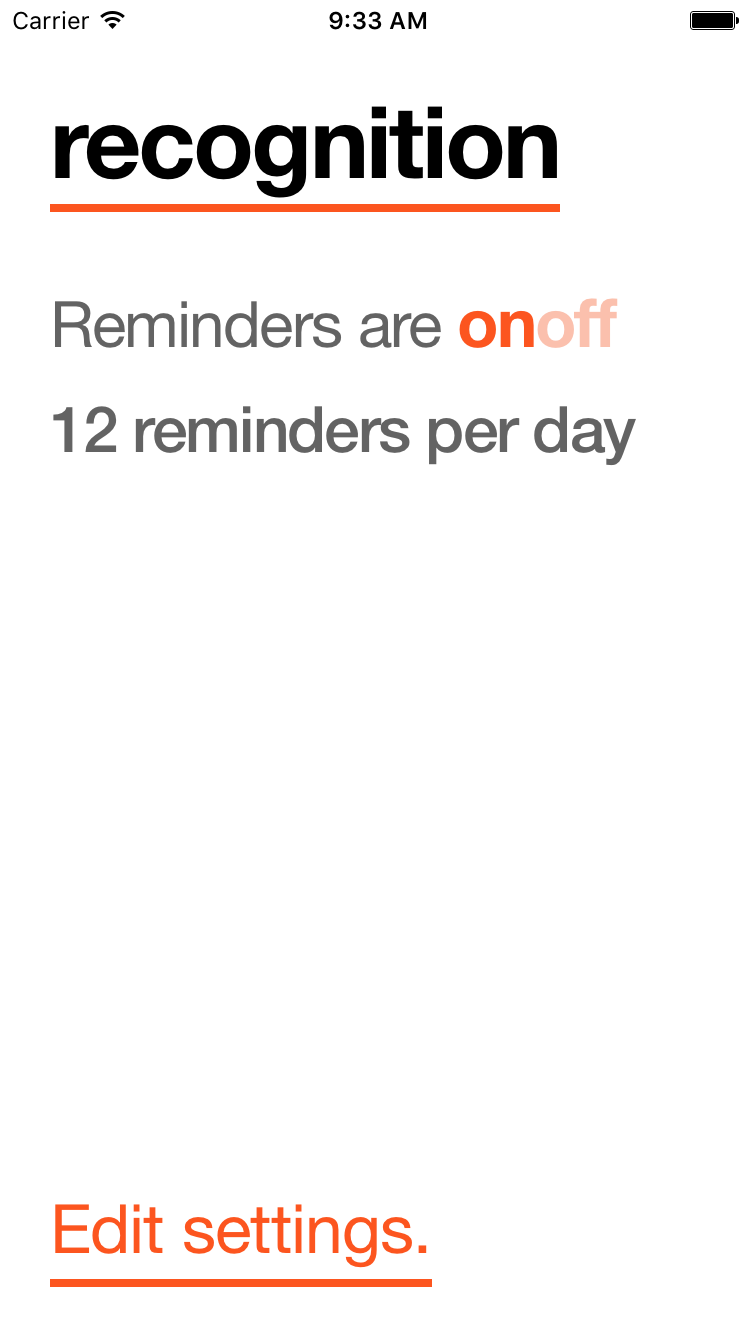 Carrier 9:33 AM
recognition
Reminders are onoff
12 reminders per day
Edit settings.